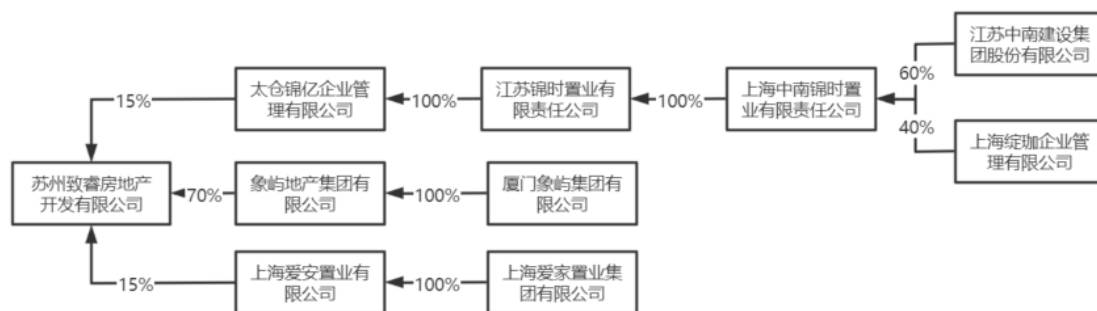 江苏中南建设集
团股份有限公司
60%
太仓锦亿企业管
理有限公司
江苏锦时置业有
限责任公司
上海中南锦时置
业有限责任公司
15%
100%
100%
40%
上海绽珈企业管
理有限公司
苏州致睿房地产
开发有限公司
70%
象屿地产集团有
限公司
100%
厦门象屿集团有
限公司
15%
上海爱安置业有
限公司
100%
上海爱家置业集
团有限公司